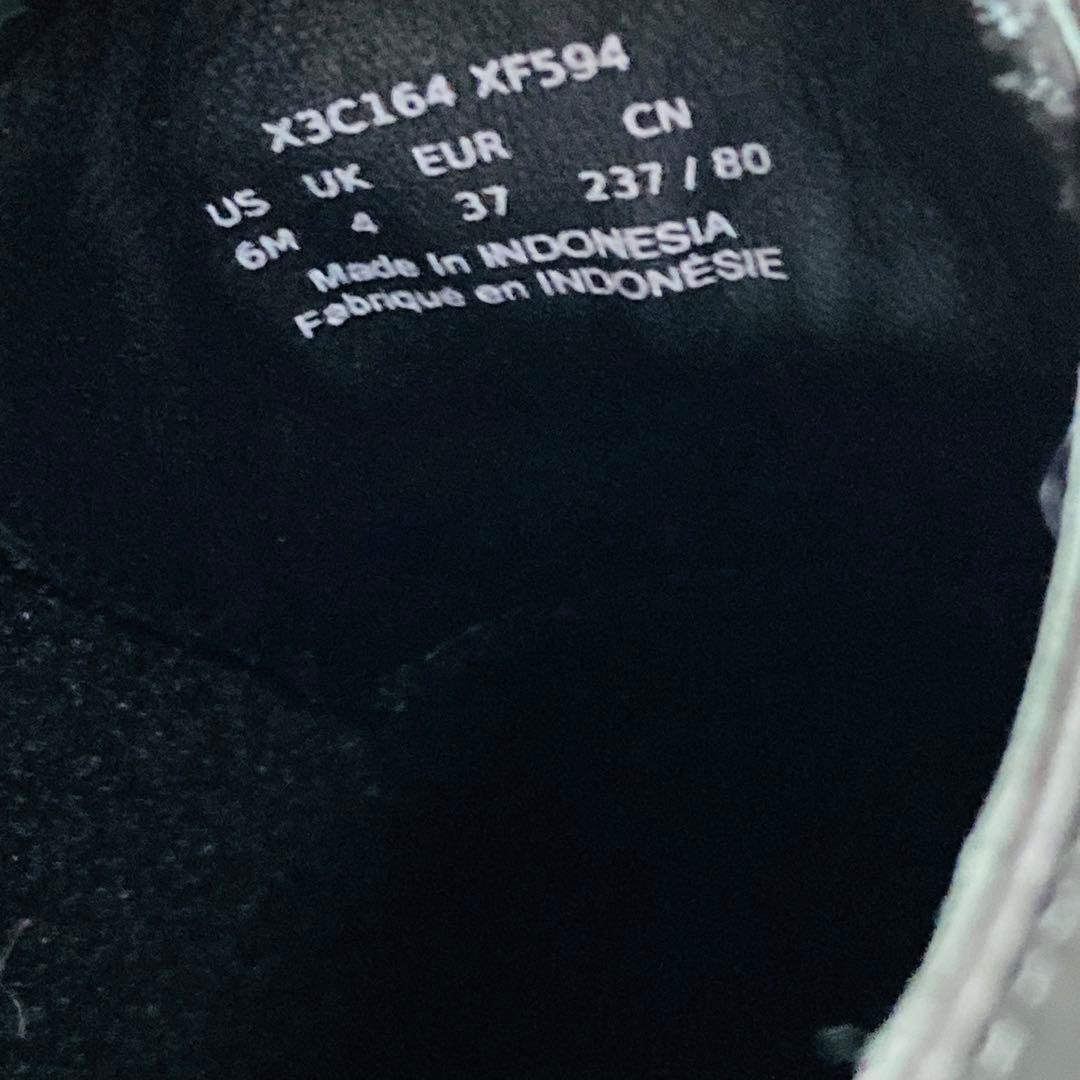 X3C164 XF594
US UK EUR CN
6M 4 37 237 / 80
Made In INDONESIA
Fabriqué en INDONÉSIE